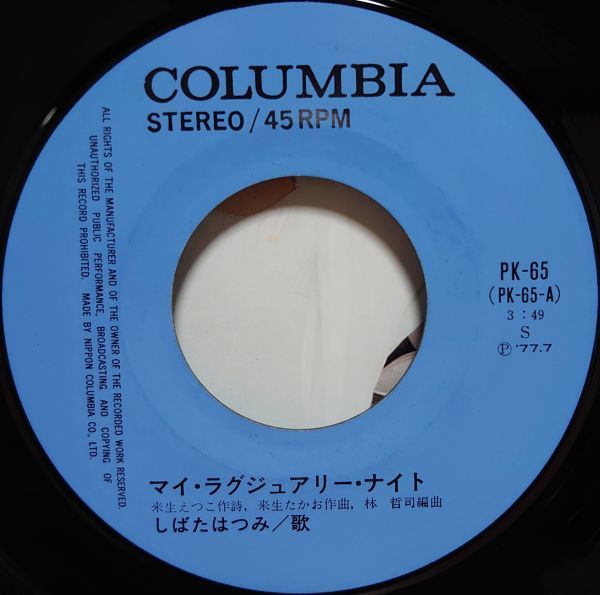 COLUMBIA
STEREO/45RPM
ALL RIGHTS OF THE MANUFACTURER AND OF THE OWNER OF THE RECORDED WORK RESERVED.
UNAUTHORIZED PUBLIC PERFORMANCE, BROADCASTING AND COPYING OF
THIS RECORD PROHIBITED. MADE BY NIPPON COLUMBIA CO., LTD.
PK-65
(PK-65-A)
3:49
S
Ⓟ '77.7
マイ・ラグジュアリー・ナイト
来生えつこ作詩, 来生たかお作曲, 林 哲司編曲
しばたはつみ/歌